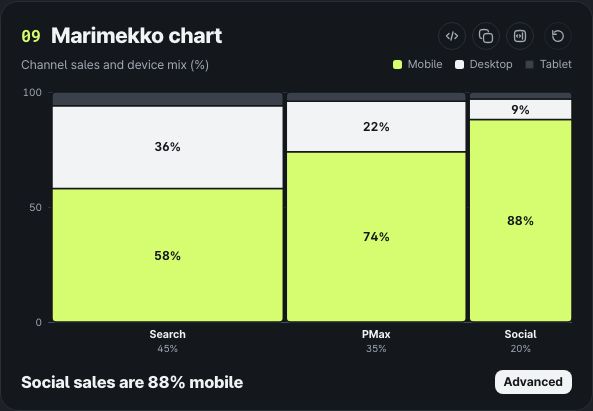 09 Marimekko chart
Channel sales and device mix (%)
Mobile Desktop Tablet
100
50
0
36%
58%
22%
74%
9%
88%
Search
45%
PMax
35%
Social
20%
Social sales are 88% mobile
Advanced